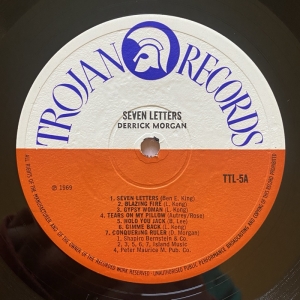 TROJAN RECORDS
SEVEN LETTERS
DERRICK MORGAN
TTL-5A
℗ 1969
1. SEVEN LETTERS (Ben E. King)
2. BLAZING FIRE (L. Kong)
3. GYPSY WOMAN (L. Kong)
4. TEARS ON MY PILLOW (Aubrey/Rose)
5. HOLD YOU JACK (B. Lee)
6. GIMME BACK (L. Kong)
7. CONQUERING RULER (D. Morgan)
1. Shapiro Bernstein & Co.
2, 3, 5, 6, 7. Island Music
4. Peter Maurice M. Pub. Co.
ALL RIGHTS OF THE MANUFACTURER AND OF THE OWNER OF THE RECORDED WORK RESERVED UNAUTHORISED PUBLIC PERFORMANCE BROADCASTING AND COPYING OF THIS RECORD PROHIBITED